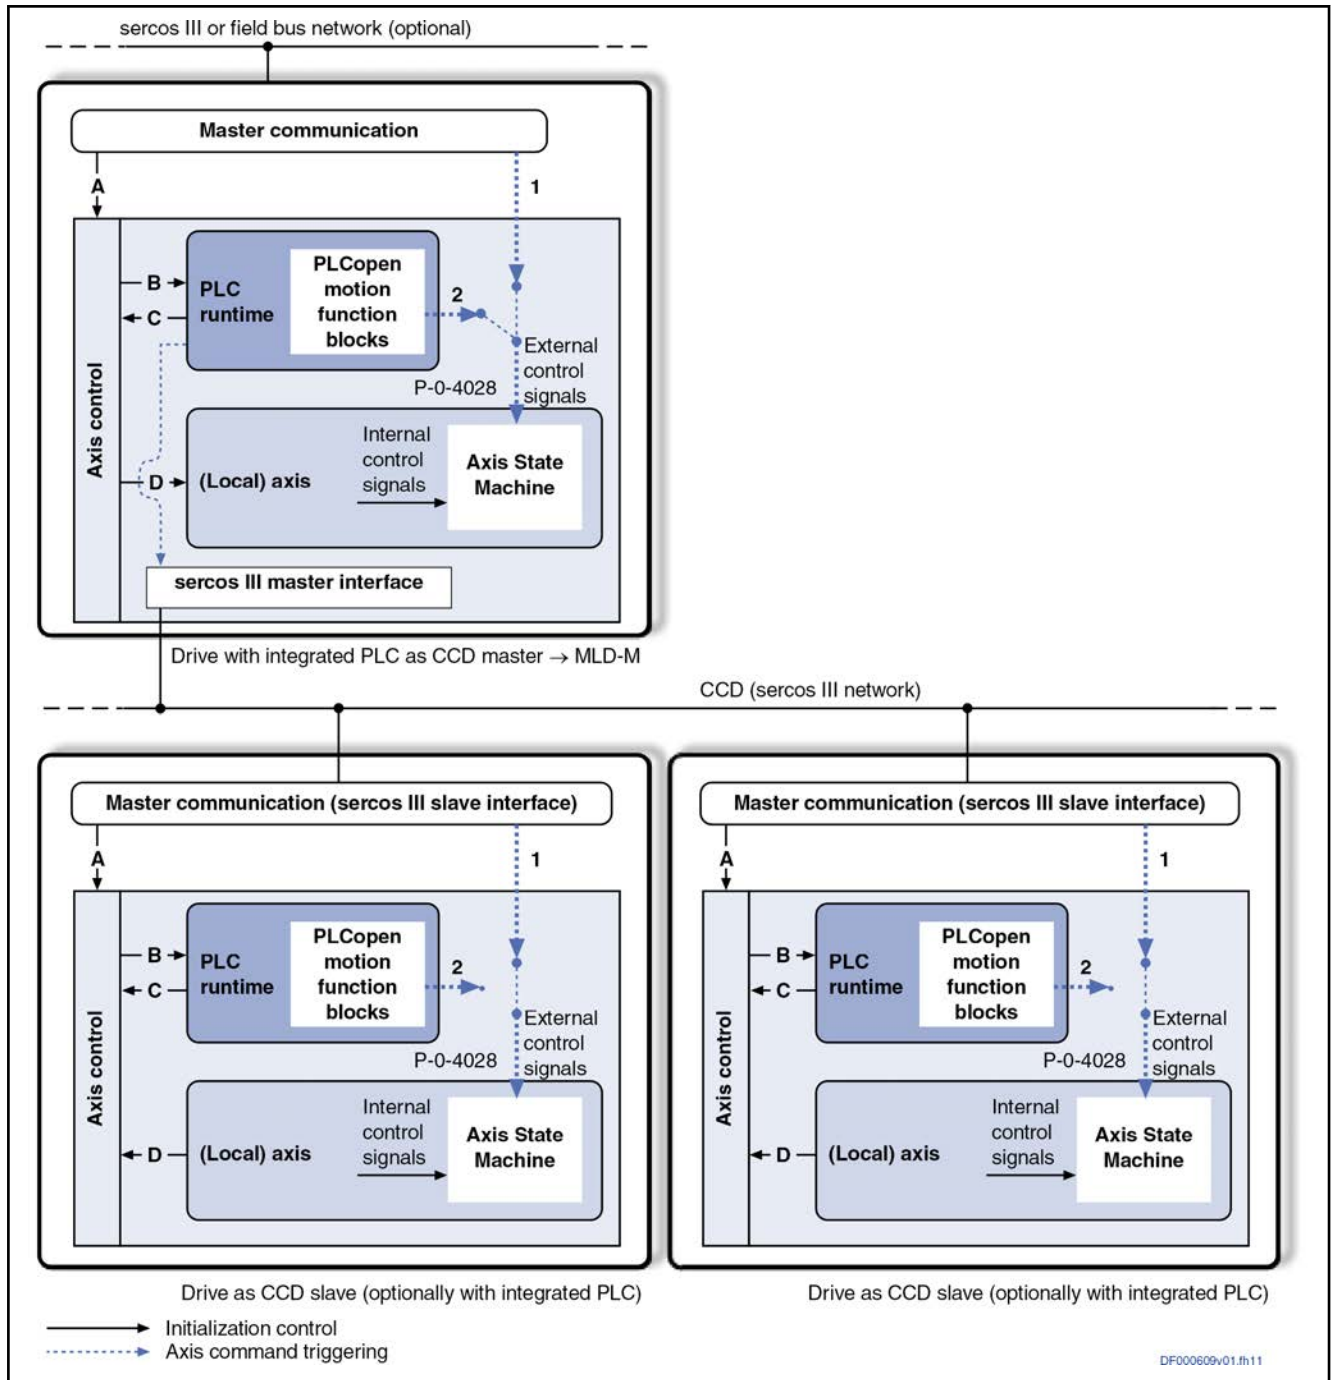 sercos III or field bus network (optional)
Master communication
A
1
B
PLC
runtime
C
PLCopen
motion
function
blocks
2
External
control
signals
P-0-4028
Axis control
Internal
control
signals
D
(Local) axis
Axis State
Machine
sercos III master interface
Drive with integrated PLC as CCD master → MLD-M
CCD (sercos III network)
Master communication (sercos III slave interface)
A
1
B
PLC
runtime
C
PLCopen
motion
function
blocks
2
External
control
signals
P-0-4028
Axis control
Internal
control
signals
D
(Local) axis
Axis State
Machine
Drive as CCD slave (optionally with integrated PLC)
Master communication (sercos III slave interface)
A
1
B
PLC
runtime
C
PLCopen
motion
function
blocks
2
External
control
signals
P-0-4028
Axis control
Internal
control
signals
D
(Local) axis
Axis State
Machine
Drive as CCD slave (optionally with integrated PLC)
Initialization control
Axis command triggering
DF000609v01.fh11